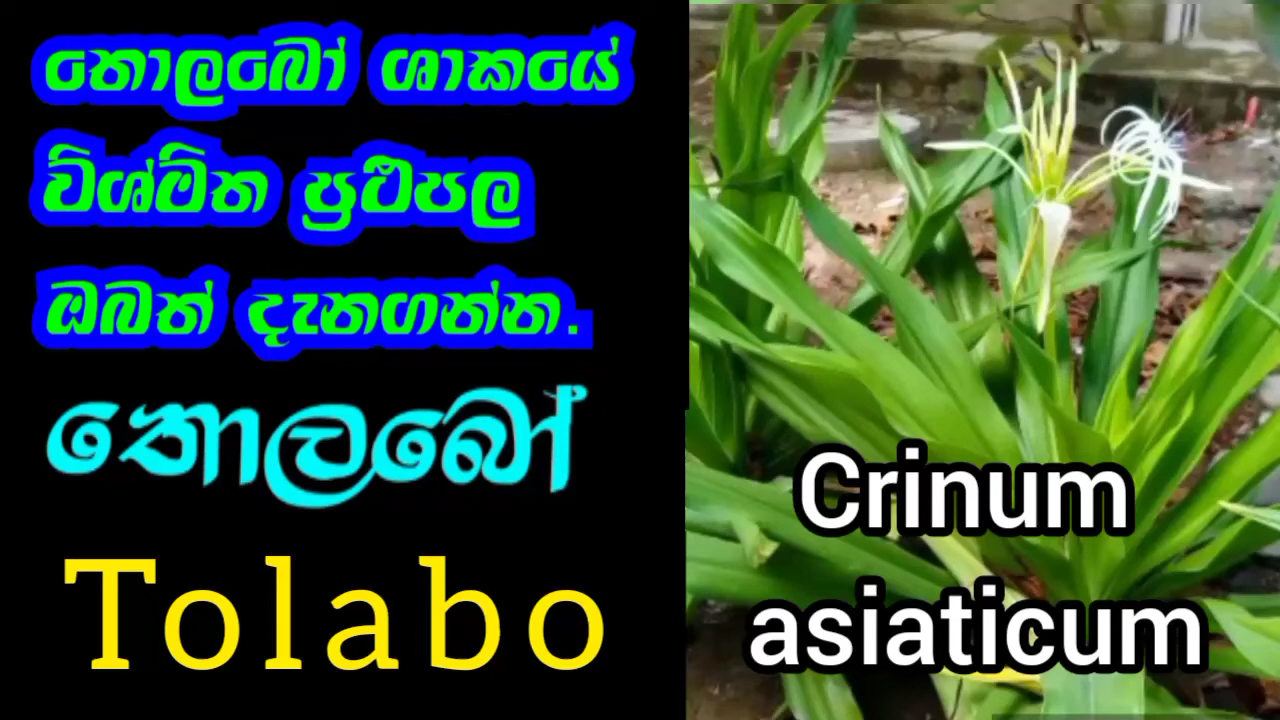 තොලබෝ ශාකයේ
විශ්මිත ප්‍රථිපල
ඔබත් දැනගන්න.
තොලබෝ
Tolabo
Crinum
asiaticum